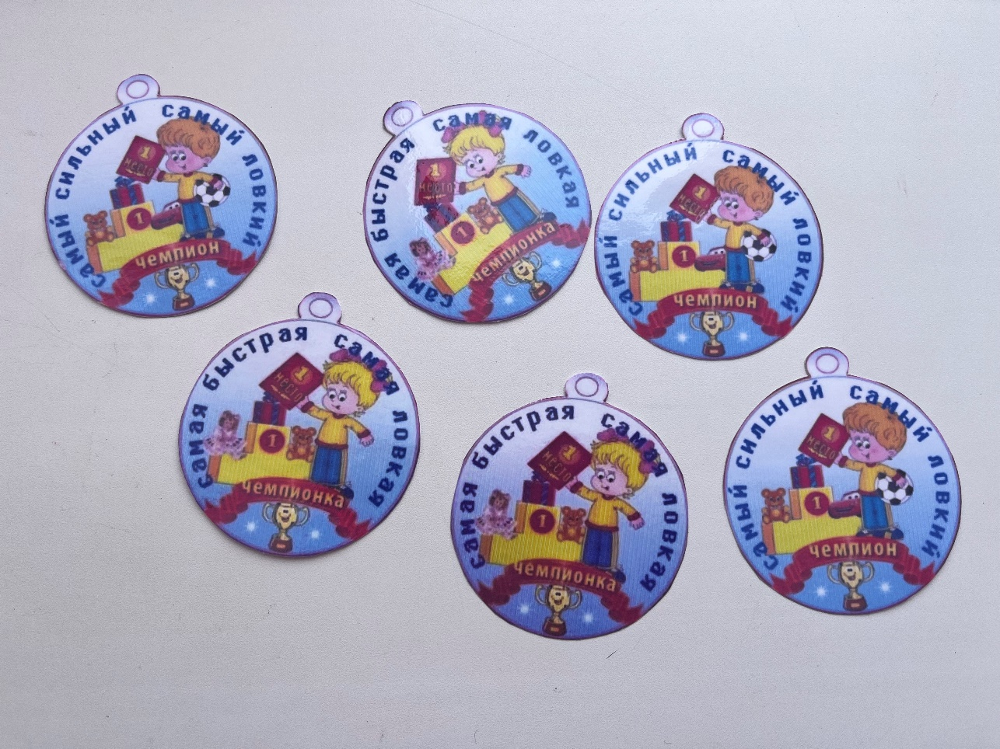 самый сильный самый ловкий
1
место
1
чемпион
самая быстрая самая ловкая
1
место
1
чемпионка
самый сильный самый ловкий
1
место
1
чемпион
самая быстрая самая ловкая
1
место
1
чемпионка
самая быстрая самая ловкая
1
место
1
чемпионка
самый сильный самый ловкий
1
место
1
чемпион